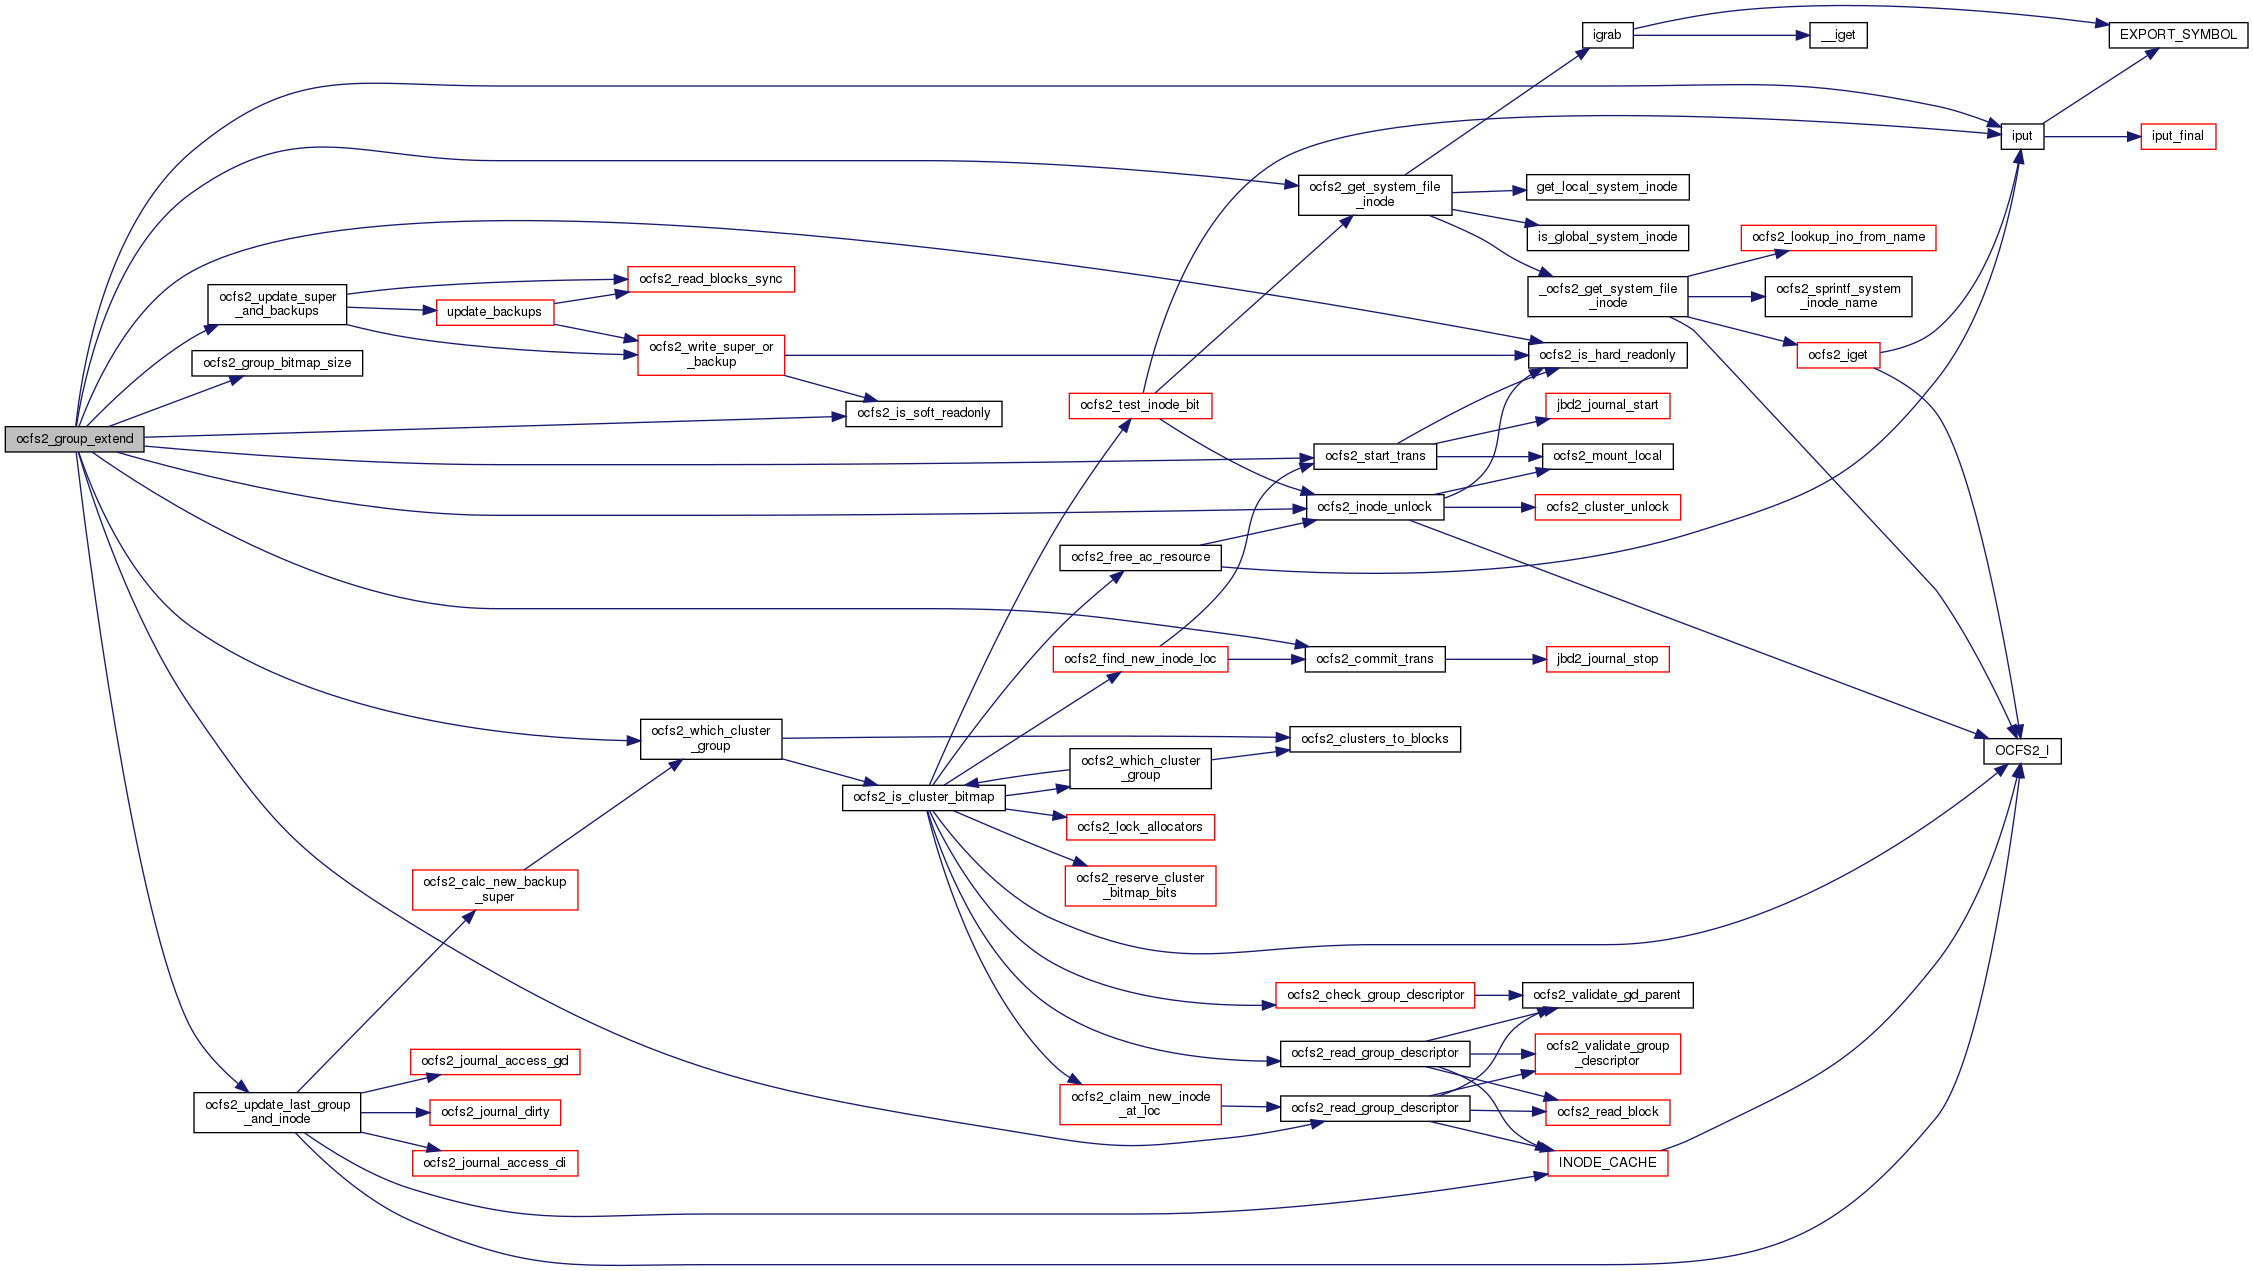 igrab
__iget
EXPORT_SYMBOL
iput
iput_final
ocfs2_get_system_file
_inode
get_local_system_inode
is_global_system_inode
ocfs2_lookup_ino_from_name
_ocfs2_get_system_file
_inode
ocfs2_sprintf_system
_inode_name
ocfs2_update_super
_and_backups
ocfs2_read_blocks_sync
update_backups
ocfs2_write_super_or
_backup
ocfs2_is_hard_readonly
ocfs2_iget
ocfs2_group_bitmap_size
ocfs2_is_soft_readonly
ocfs2_test_inode_bit
jbd2_journal_start
ocfs2_group_extend
ocfs2_start_trans
ocfs2_mount_local
ocfs2_inode_unlock
ocfs2_cluster_unlock
ocfs2_free_ac_resource
ocfs2_find_new_inode_loc
ocfs2_commit_trans
jbd2_journal_stop
ocfs2_which_cluster
_group
ocfs2_clusters_to_blocks
OCFS2_I
ocfs2_which_cluster
_group
ocfs2_is_cluster_bitmap
ocfs2_lock_allocators
ocfs2_calc_new_backup
_super
ocfs2_reserve_cluster
_bitmap_bits
ocfs2_check_group_descriptor
ocfs2_validate_gd_parent
ocfs2_read_group_descriptor
ocfs2_validate_group
_descriptor
ocfs2_journal_access_gd
ocfs2_update_last_group
_and_inode
ocfs2_journal_dirty
ocfs2_claim_new_inode
_at_loc
ocfs2_read_group_descriptor
ocfs2_read_block
ocfs2_journal_access_di
INODE_CACHE